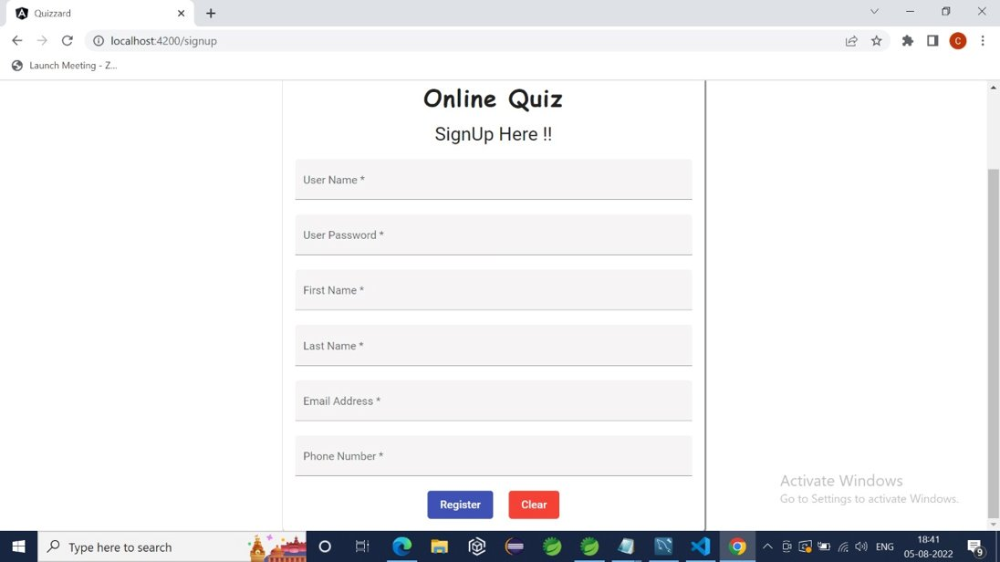 Quizzard
localhost:4200/signup
C
Launch Meeting - Z...
Online Quiz
SignUp Here !!
User Name *
User Password *
First Name *
Last Name *
Email Address *
Phone Number *
Register
Clear
Activate Windows
Go to Settings to activate Windows.
Type here to search
ENG
18:41
05-08-2022
9